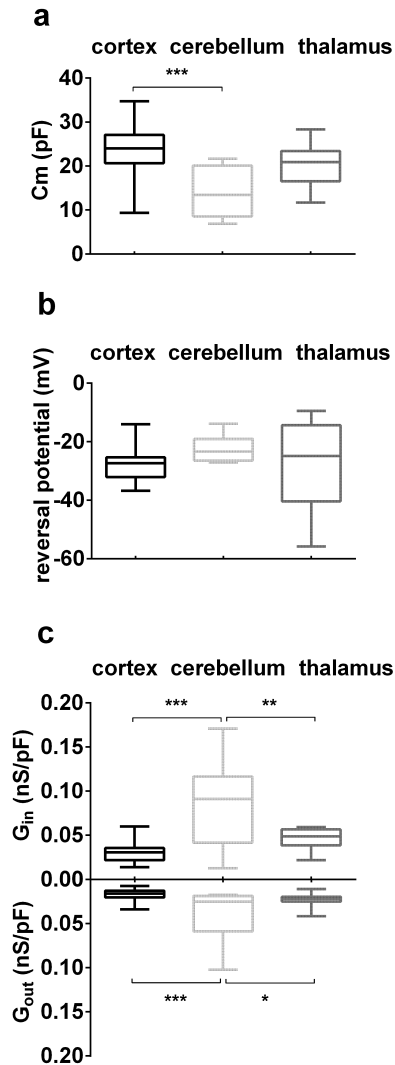 a
cortex cerebellum thalamus
***
40
30
20
10
0
Cm (pF)
b
cortex cerebellum thalamus
0
-20
-40
-60
reversal potential (mV)
c
cortex cerebellum thalamus
*** **
0.20
0.15
0.10
0.05
0.00
0.05
0.10
0.15
0.20
Gin (nS/pF)
Gout (nS/pF)
*** *